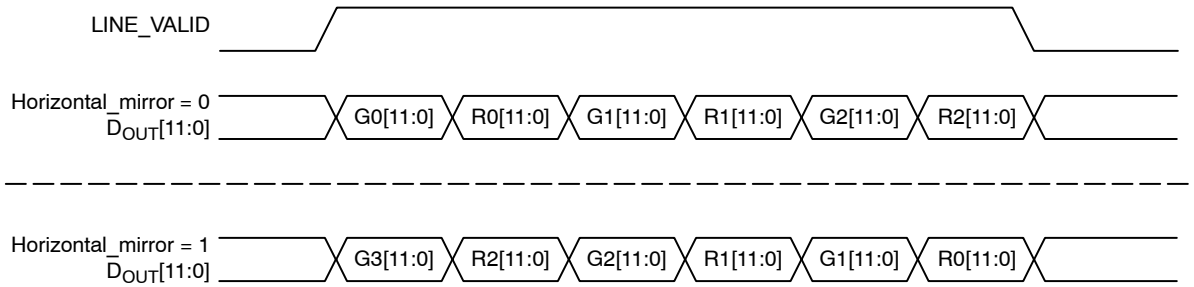 LINE_VALID
Horizontal_mirror = 0
DOUT[11:0]
G0[11:0] R0[11:0] G1[11:0] R1[11:0] G2[11:0] R2[11:0]
Horizontal_mirror = 1
DOUT[11:0]
G3[11:0] R2[11:0] G2[11:0] R1[11:0] G1[11:0] R0[11:0]